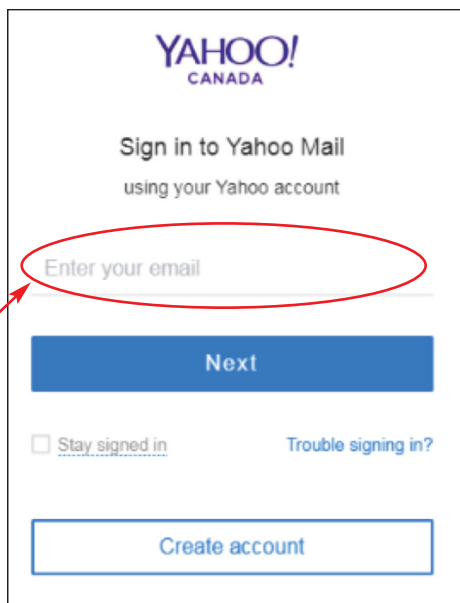 YAHOO!
CANADA
Sign in to Yahoo Mail
using your Yahoo account
Enter your email
Next
Stay signed in Trouble signing in?
Create account